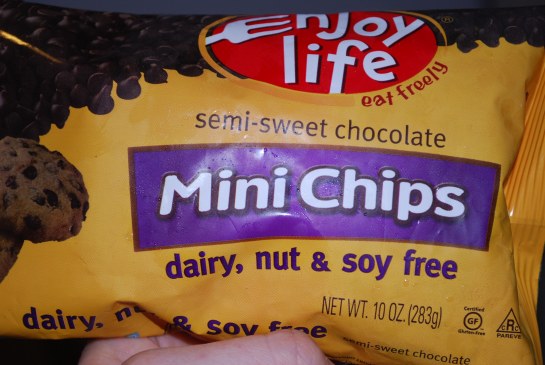 enjoy
life®
eat freely
semi-sweet chocolate
Mini Chips
dairy, nut & soy free
NET WT. 10 OZ. (283g)
Certified
GF
Gluten-Free
CRC
PAREVE
dairy, & soy free
semi-sweet chocolate